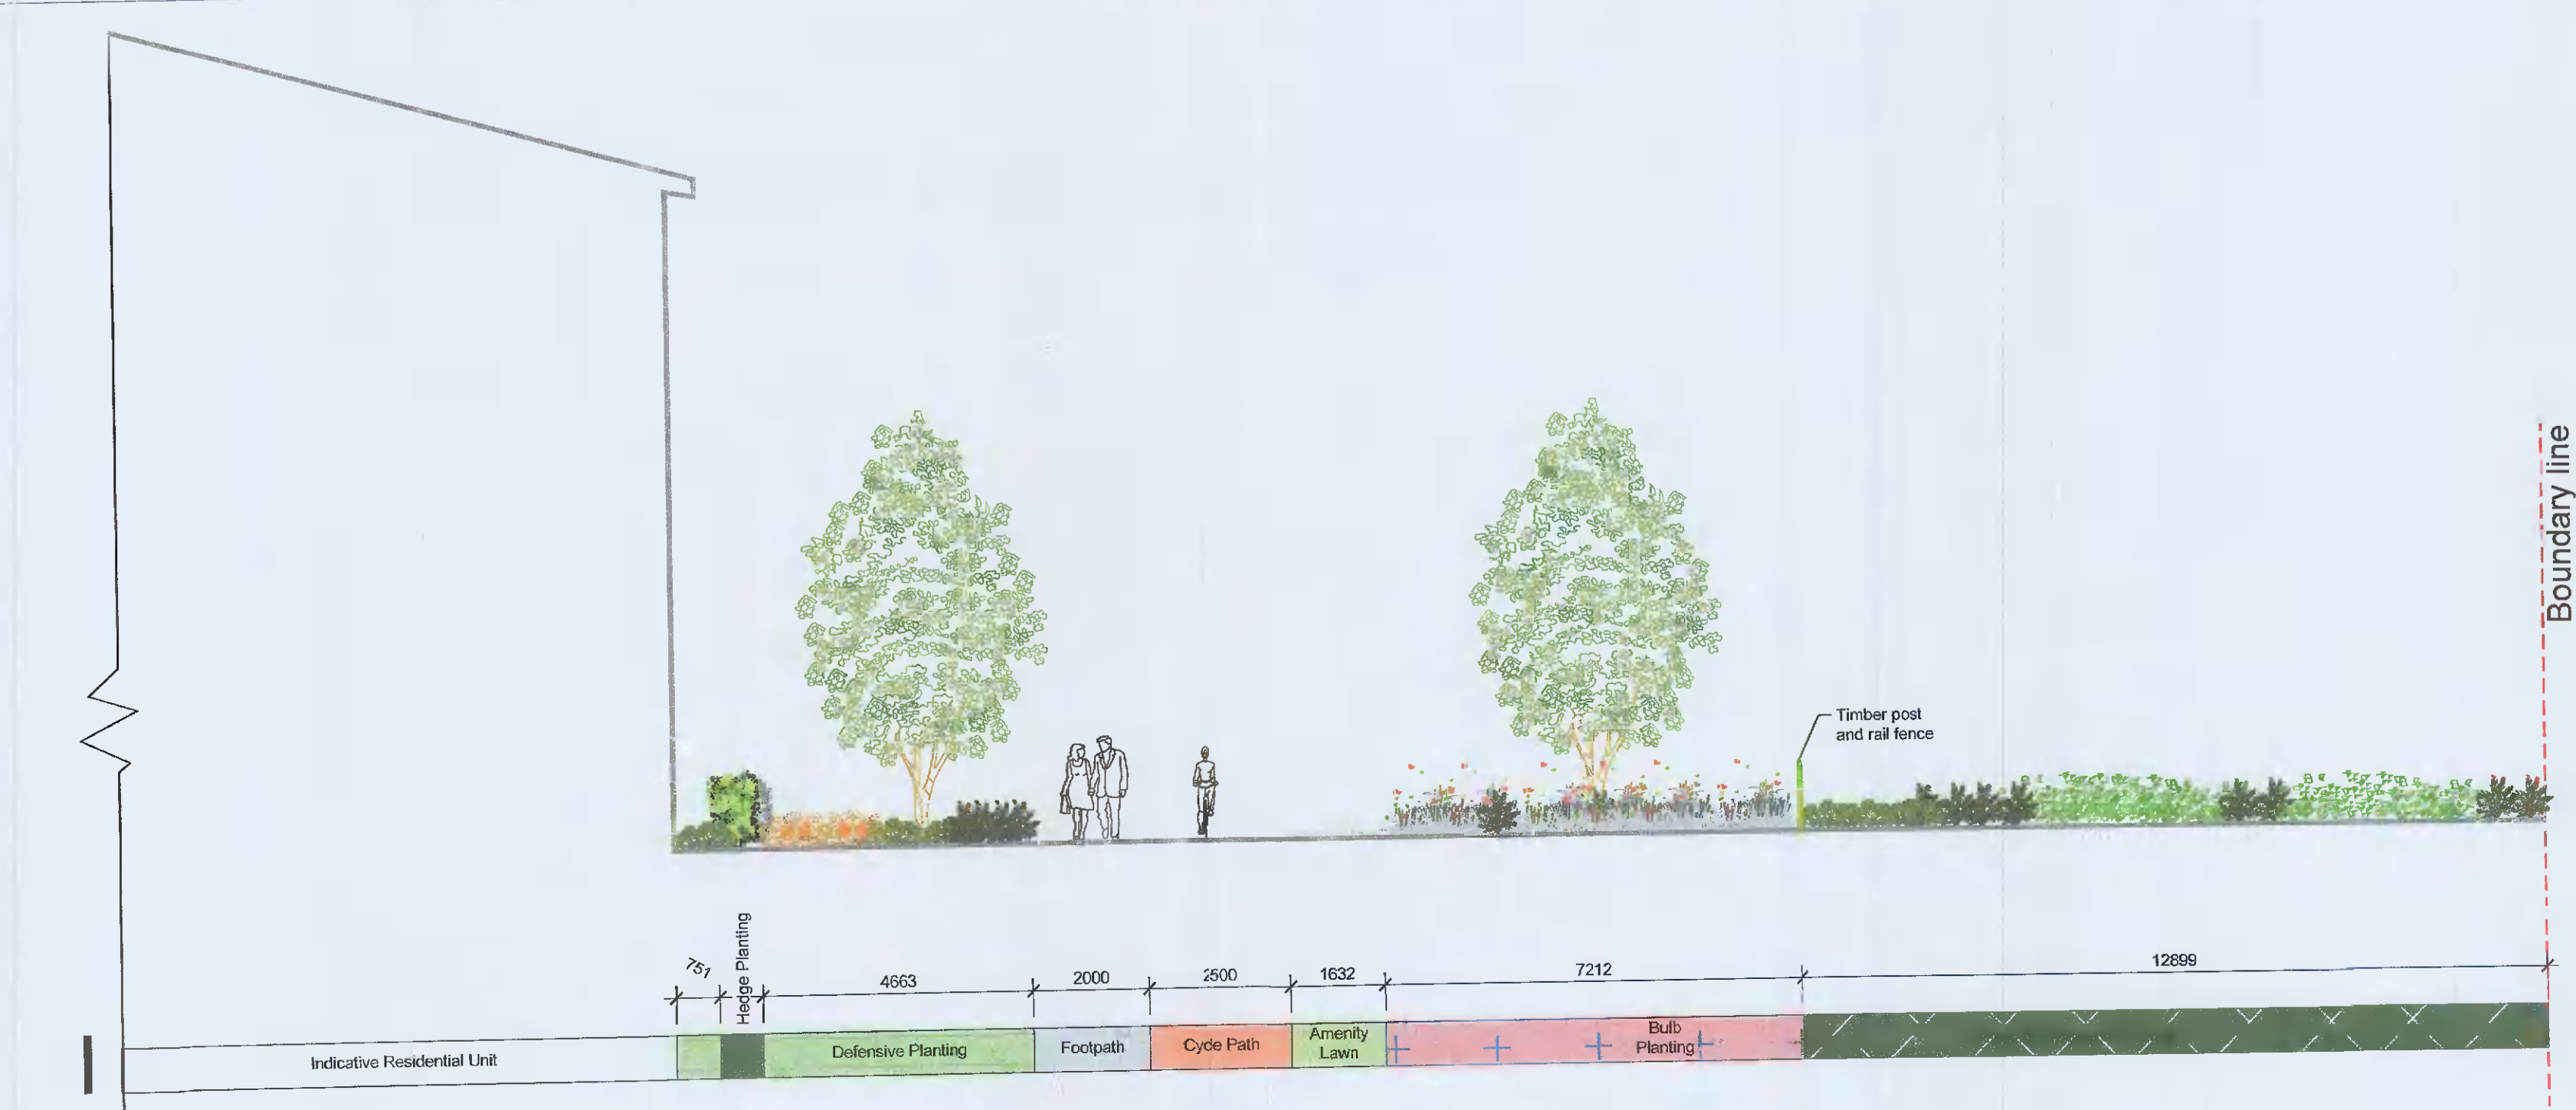 Boundary line
Timber post
and rail fence
751
Hedge Planting
4663
2000
2500
1632
7212
12899
Indicative Residential Unit
Defensive Planting
Footpath
Cycle Path
Amenity
Lawn
Bulb
Planting